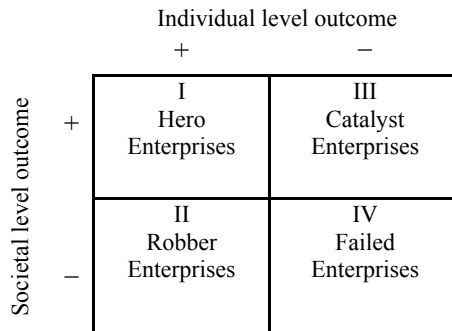 Individual level outcome
+ −
Societal level outcome
+
I
Hero
Enterprises
III
Catalyst
Enterprises
−
II
Robber
Enterprises
IV
Failed
Enterprises